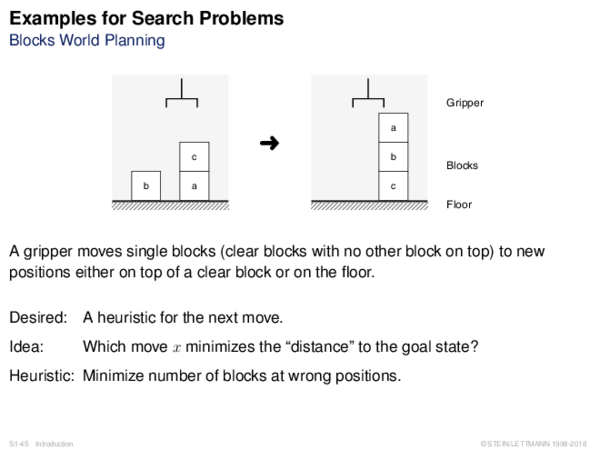 Examples for Search Problems
Blocks World Planning
Gripper
a
c
b
Blocks
b
a
c
Floor
A gripper moves single blocks (clear blocks with no other block on top) to new
positions either on top of a clear block or on the floor.
Desired: A heuristic for the next move.
Idea: Which move x minimizes the “distance” to the goal state?
Heuristic: Minimize number of blocks at wrong positions.
S:I-45 Introduction
©STEIN/LETTMANN 1998-2018